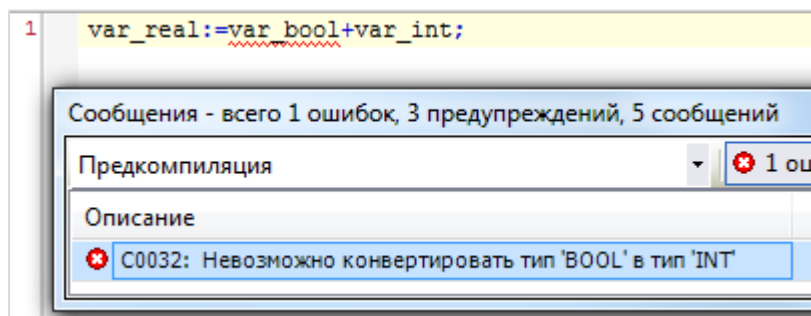 1 var_real:=var_bool+var_int;
Сообщения - всего 1 ошибок, 3 предупреждений, 5 сообщений
Предкомпиляция 1
Описание
C0032: Невозможно конвертировать тип 'BOOL' в тип 'INT'